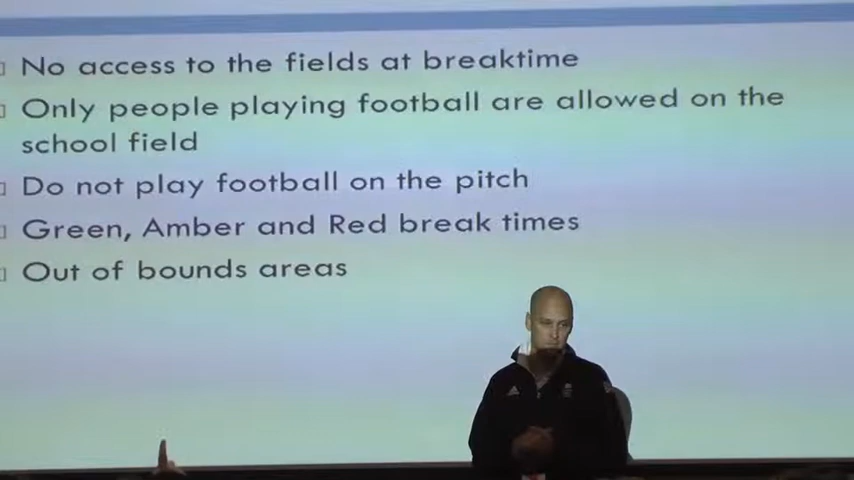 No access to the fields at breaktime
Only people playing football are allowed on the
school field
Do not play football on the pitch
Green, Amber and Red break times
Out of bounds areas